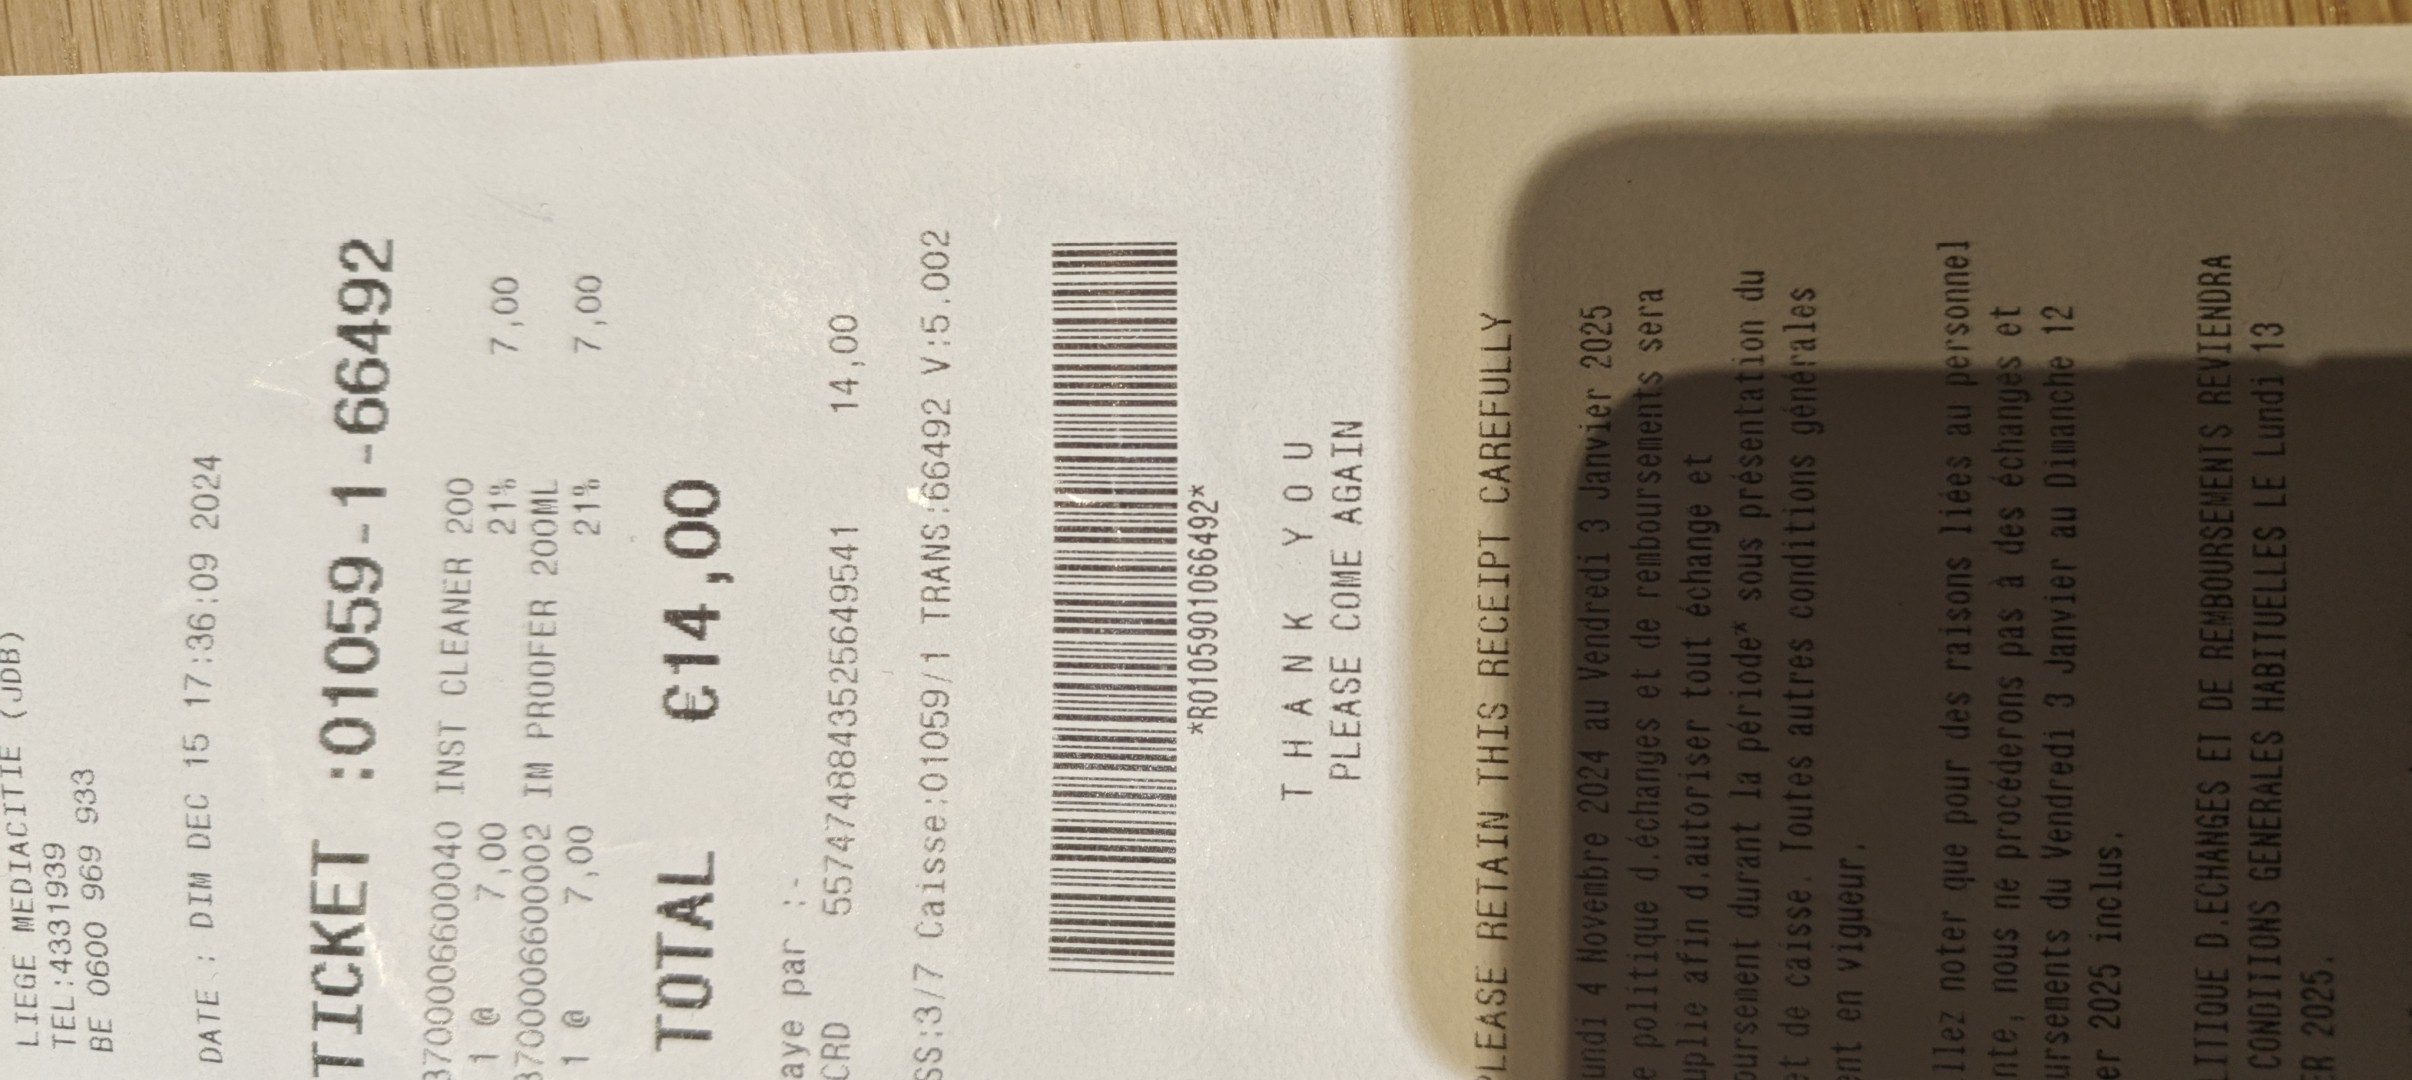 LIEGE MEDIACITIE (JDB)
TEL:4331939
BE 0600 969 933
DATE : DIM DEC 15 17:36:09 2024
TICKET :01059-1-66492
3700006600040 INST CLEANER 200
1 @ 7,00 21% 7,00
3700006600002 IM PROOFER 200ML
1 @ 7,00 21% 7,00
TOTAL €14,00
aye par :-
CRD 5574748843525649541 14,00
SS:3/7 Caisse:01059/1 TRANS:66492 V:5.002
*R0105901066492*
T H A N K Y O U
PLEASE COME AGAIN
PLEASE RETAIN THIS RECEIPT CAREFULLY
undi 4 Novembre 2024 au Vendredi 3 Janvier 2025
e politique d.échanges et de remboursements sera
uplie afin d.autoriser tout échange et
oursement durant la période* sous présentation du
et de caisse. Toutes autres conditions générales
ent en vigueur.
llez noter que pour des raisons liées au personnel
nte, nous ne procéderons pas à des échanges et
ursements du Vendredi 3 Janvier au Dimanche 12
er 2025 inclus.
LITIQUE D.ECHANGES ET DE REMBOURSEMENTS REVIENDRA
CONDITIONS GENERALES HABITUELLES LE Lundi 13
ER 2025.